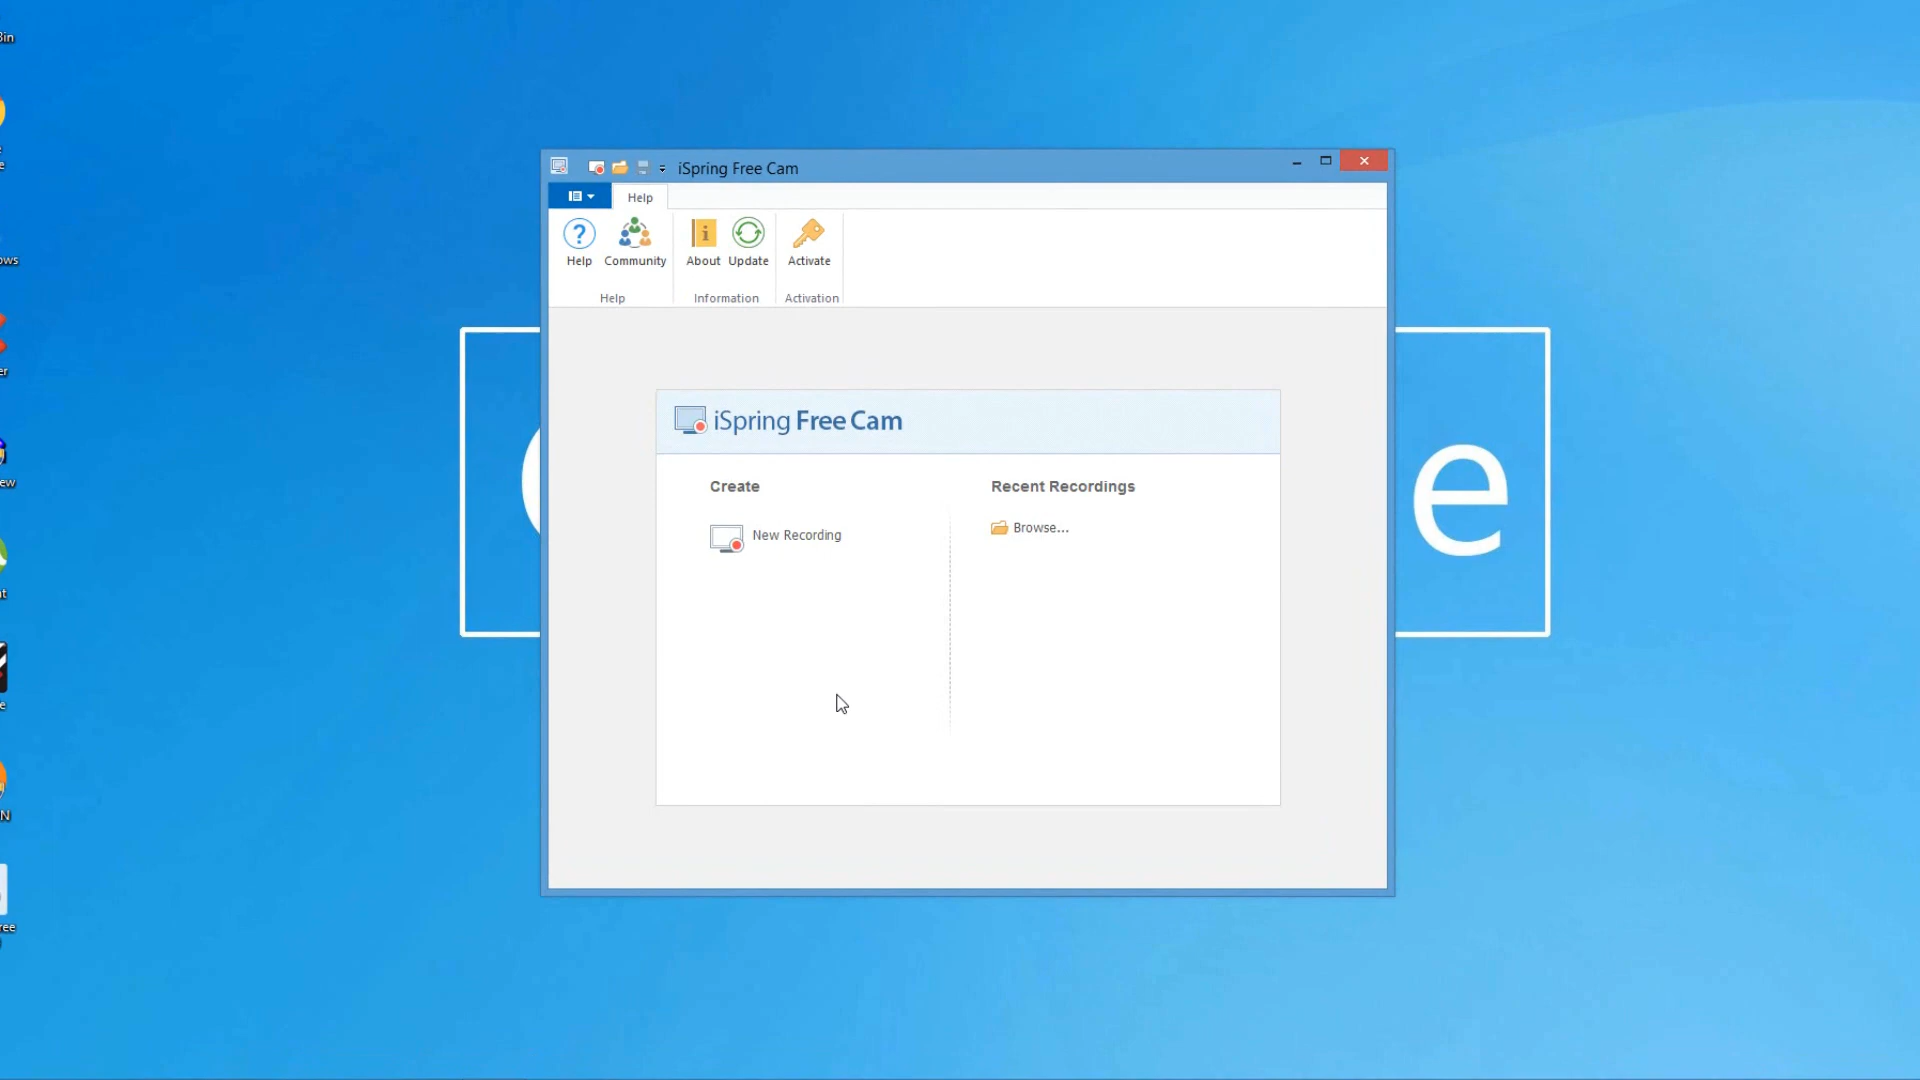 iSpring Free Cam
Help
Help Community About Update Activate
Help Information Activation
iSpring Free Cam
Create Recent Recordings
New Recording Browse...
e